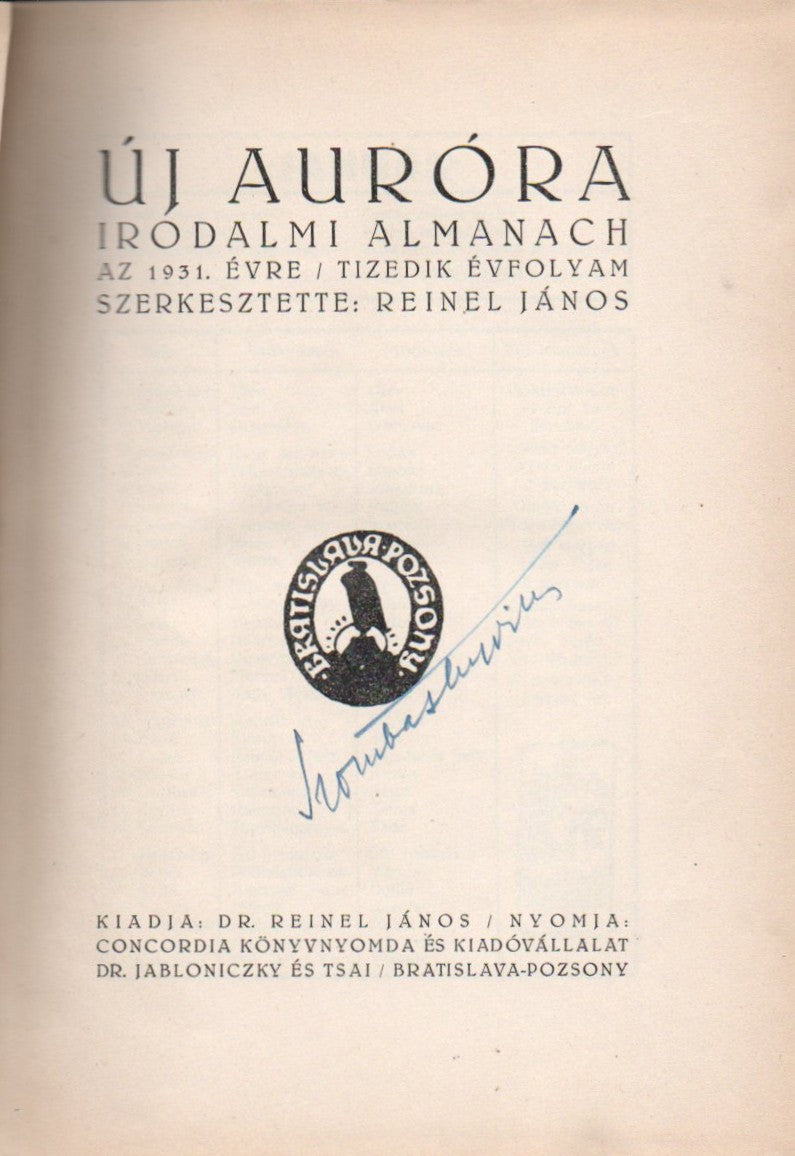 ÚJ AURÓRA
IRODALMI ALMANACH
AZ 1931. ÉVRE / TIZEDIK ÉVFOLYAM
SZERKESZTETTE: REINEL JÁNOS
·BRATISLAVA·POZSONY·
KIADJA: DR. REINEL JÁNOS / NYOMJA:
CONCORDIA KÖNYVNYOMDA ÉS KIADÓVÁLLALAT
DR. JABLONICZKY ÉS TSAI / BRATISLAVA-POZSONY